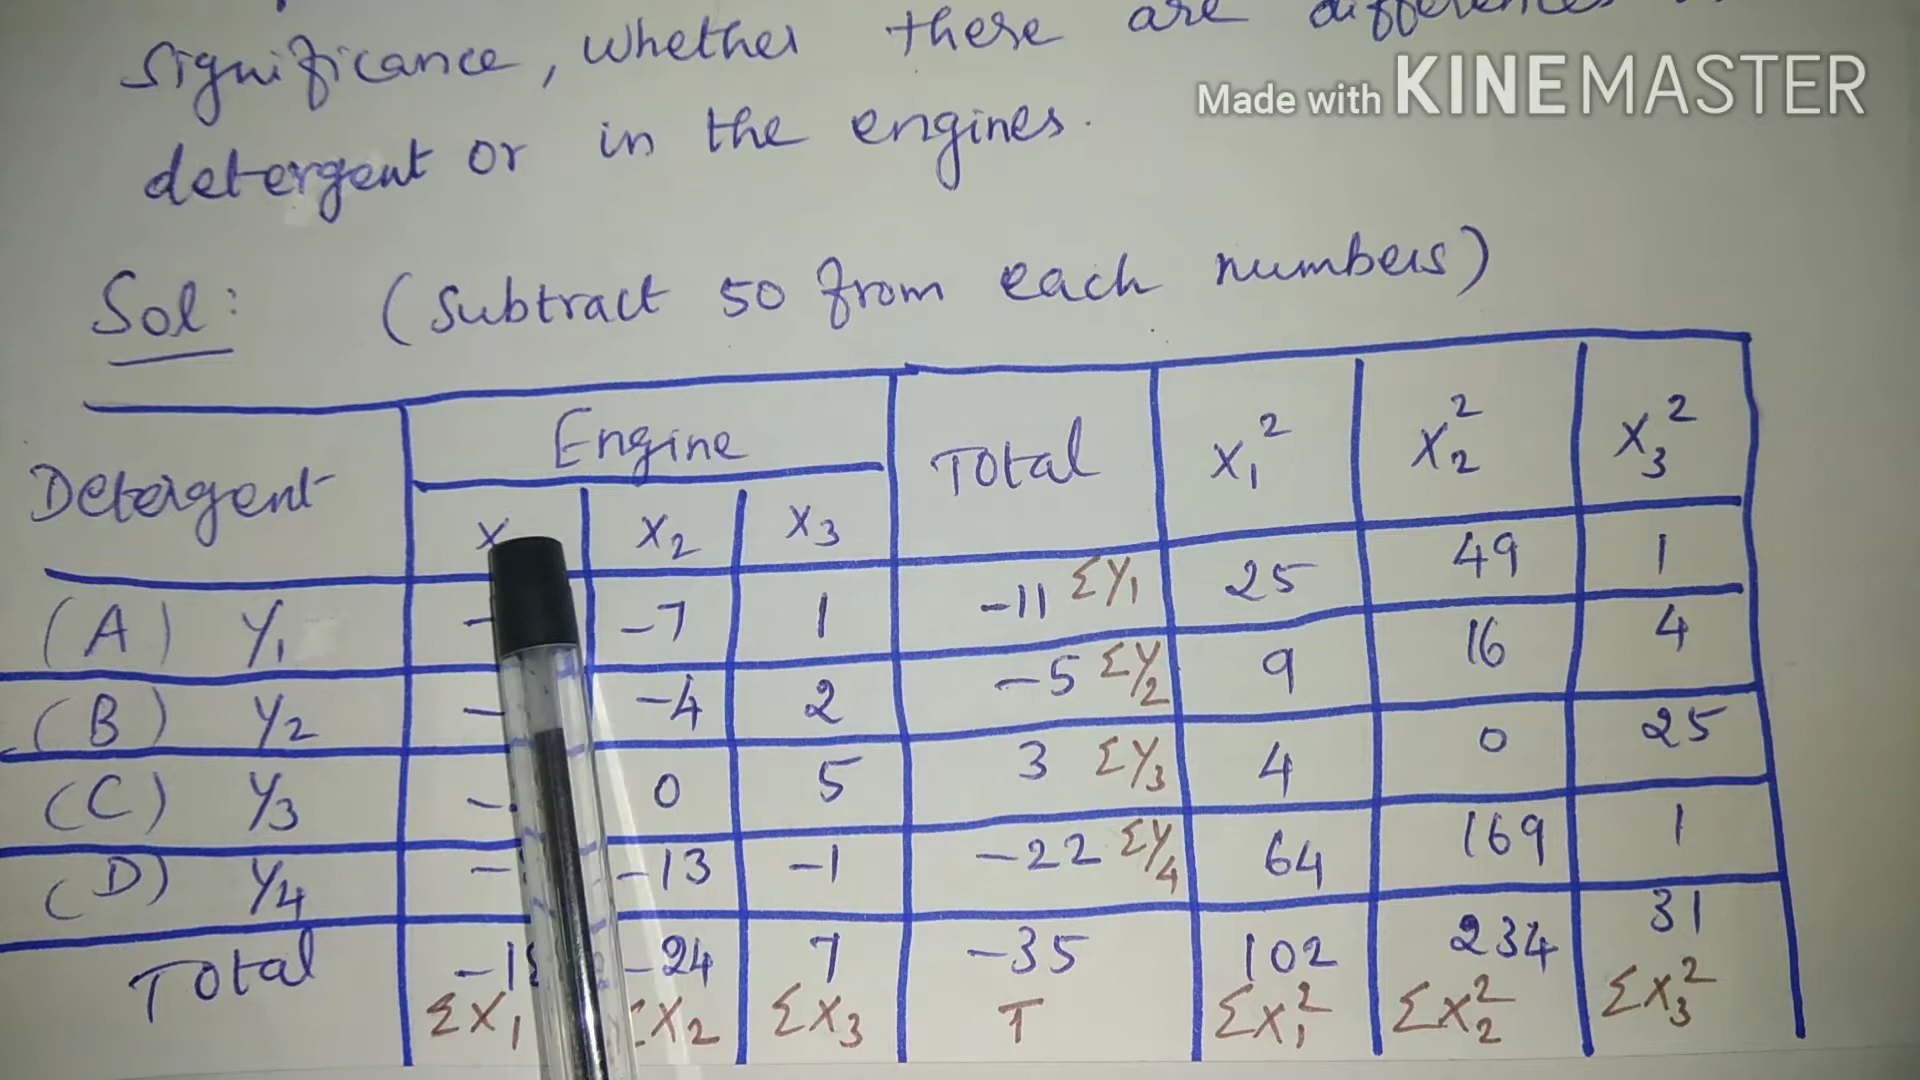 significance, whether there are differences
Made with KINEMASTER
detergent or in the engines.
Sol: (Subtract 50 from each numbers)
Detergent Engine Total X₁² X₂² X₃²
X X₂ X₃
(A) Y₁ - -7 1 -11 ΣY₁ 25 49 1
(B) Y₂ - -4 2 -5 ΣY₂ 9 16 4
(C) Y₃ - 0 5 3 ΣY₃ 4 0 25
(D) Y₄ - -13 -1 -22 ΣY₄ 64 169 1
Total -24 7 -35 102 234 31
ΣX₁ ΣX₂ ΣX₃ T ΣX₁² ΣX₂² ΣX₃²